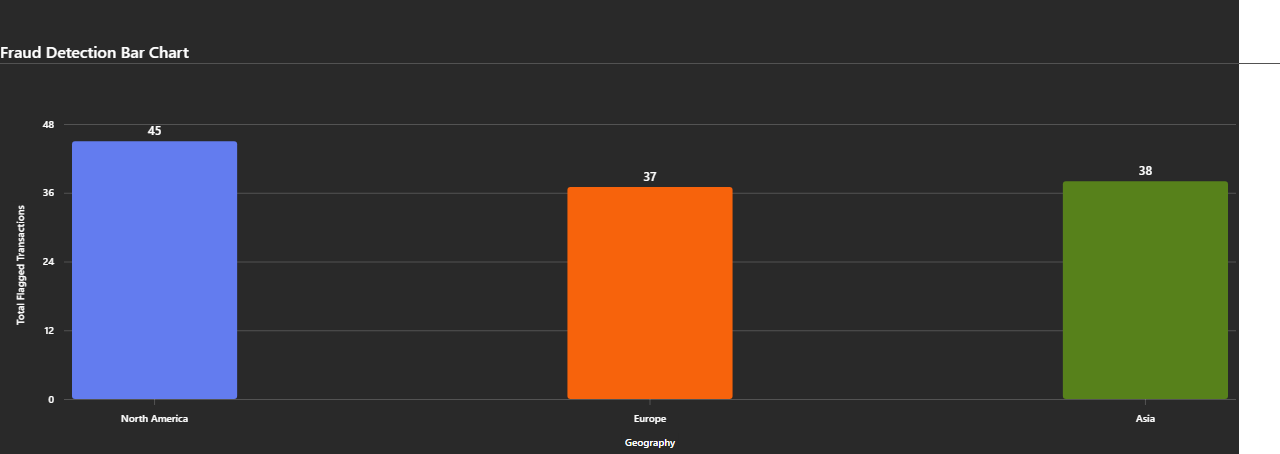 Fraud Detection Bar Chart
48
36
24
12
0
Total Flagged Transactions
45
37
38
North America
Europe
Asia
Geography